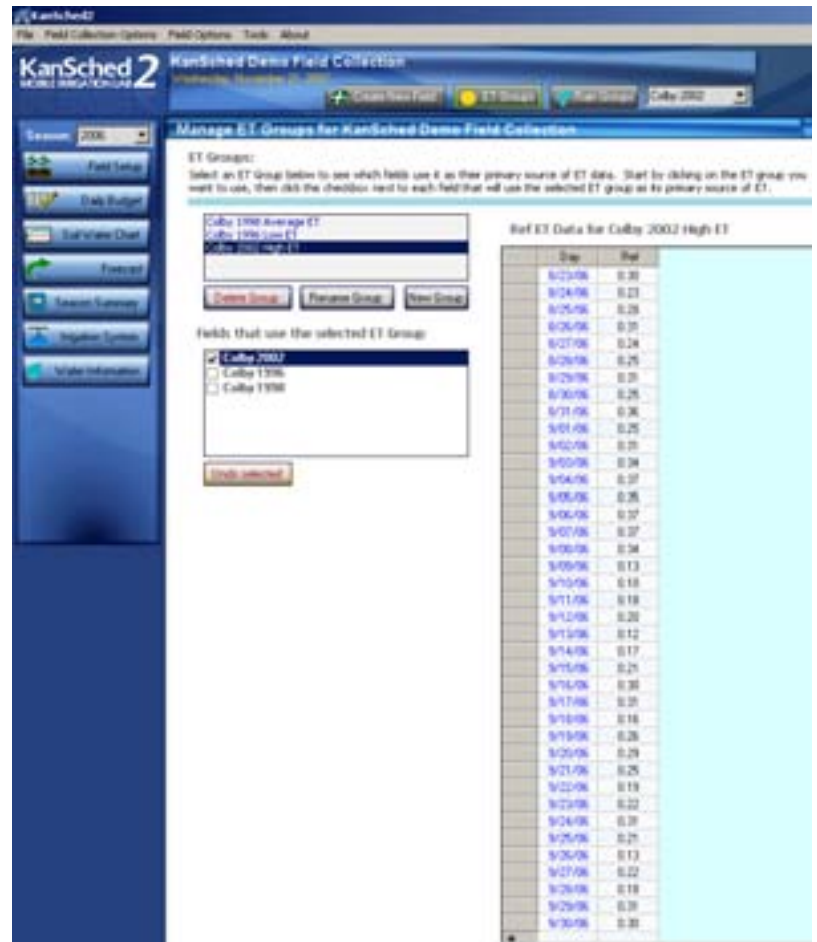 KanSched2
File Field Collection Options Field Options Tools About
KanSched 2
MOBILE IRRIGATION LAB
KanSched Demo Field Collection
Wednesday, November
Create New Field
ET Groups
Rain Groups
Colby 2002
Season: 2006
Field Setup
Daily Budget
Soil Water Chart
Forecast
Season Summary
Irrigation System
Water Information
Manage ET Groups for KanSched Demo Field Collection
ET Groups:
Select an ET Group below to see which fields use it as their primary source of ET data. Start by clicking on the ET group you
want to use, then click the checkbox next to each field that will use the selected ET group as its primary source of ET.
Colby 1998 Average ET
Colby 1996 Low ET
Colby 2002 High ET
Delete Group
Rename Group
New Group
Fields that use the selected ET Group
Colby 2002
Colby 1996
Colby 1998
Undo selected
Ref ET Data for Colby 2002 High ET
Day Ref
8/23/06 0.30
8/24/06 0.23
8/25/06 0.28
8/26/06 0.31
8/27/06 0.24
8/28/06 0.25
8/29/06 0.31
8/30/06 0.25
8/31/06 0.36
9/01/06 0.25
9/02/06 0.31
9/03/06 0.34
9/04/06 0.37
9/05/06 0.35
9/06/06 0.37
9/07/06 0.37
9/08/06 0.34
9/09/06 0.13
9/10/06 0.10
9/11/06 0.18
9/12/06 0.20
9/13/06 0.12
9/14/06 0.17
9/15/06 0.21
9/16/06 0.30
9/17/06 0.31
9/18/06 0.16
9/19/06 0.26
9/20/06 0.29
9/21/06 0.25
9/22/06 0.19
9/23/06 0.22
9/24/06 0.31
9/25/06 0.21
9/26/06 0.13
9/27/06 0.22
9/28/06 0.18
9/29/06 0.31
9/30/06 0.30